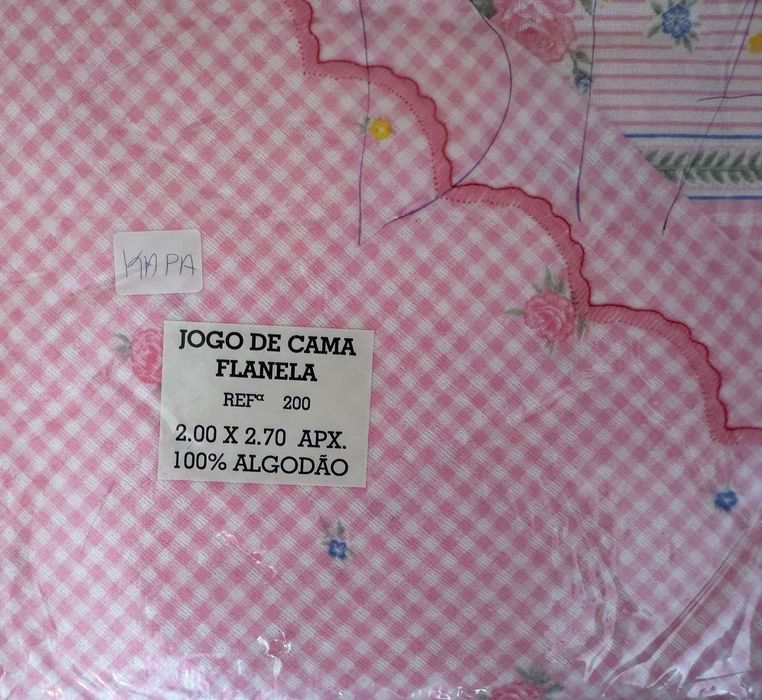 KAPA
JOGO DE CAMA
FLANELA
REFª 200
2.00 X 2.70 APX.
100% ALGODÃO